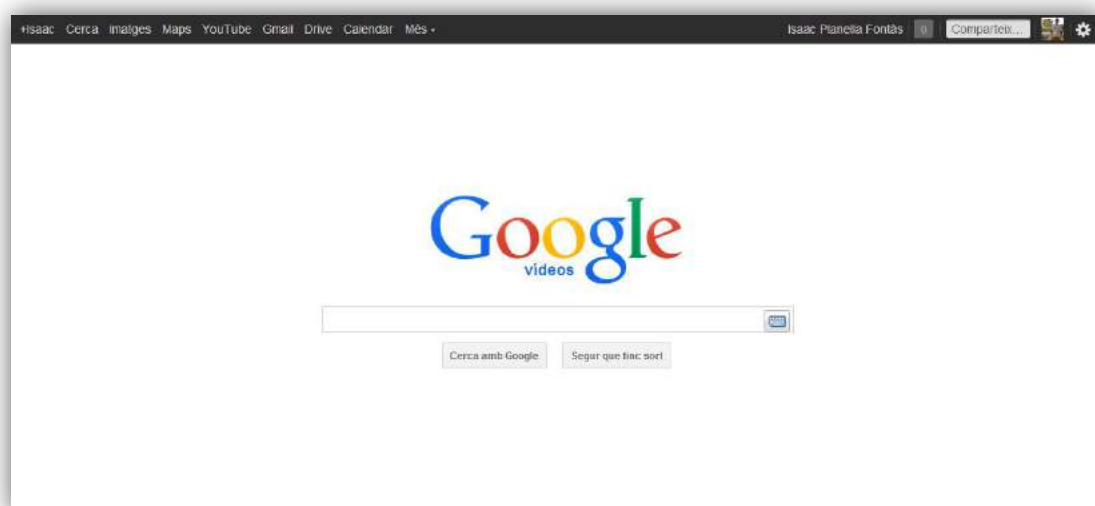 +Isaac Cerca Imatges Maps YouTube Gmail Drive Calendar Més
Isaac Planella Fontàs 0 Comparteix...
Google
vídeos
Cerca amb Google Segur que tinc sort